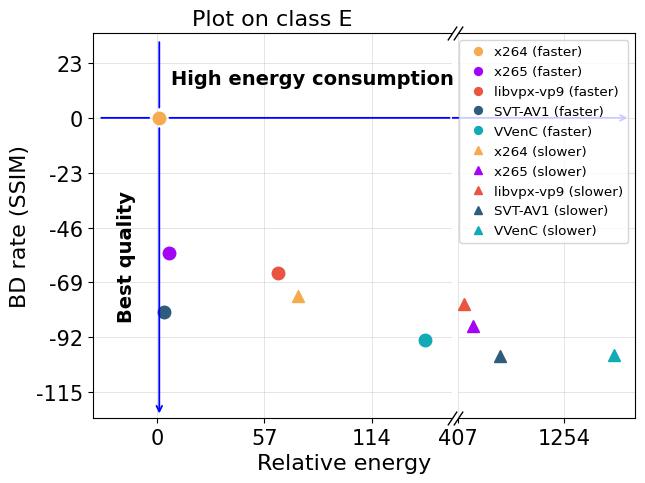 Plot on class E
High energy consumption
x264 (faster)
x265 (faster)
libvpx-vp9 (faster)
SVT-AV1 (faster)
VVenC (faster)
x264 (slower)
x265 (slower)
libvpx-vp9 (slower)
SVT-AV1 (slower)
VVenC (slower)
BD rate (SSIM)
Best quality
23
0
-23
-46
-69
-92
-115
0 57 114 407 1254
Relative energy